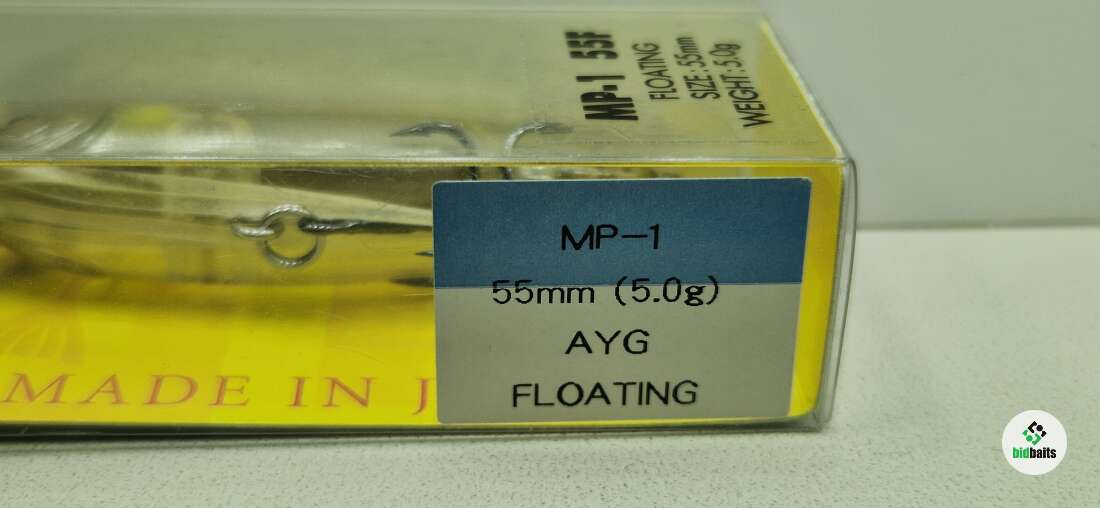 MP-1 55F
FLOATING
SIZE:55mm
WEIGHT:5.0g
MP-1
55mm (5.0g)
AYG
FLOATING
MADE IN J
bidbaits